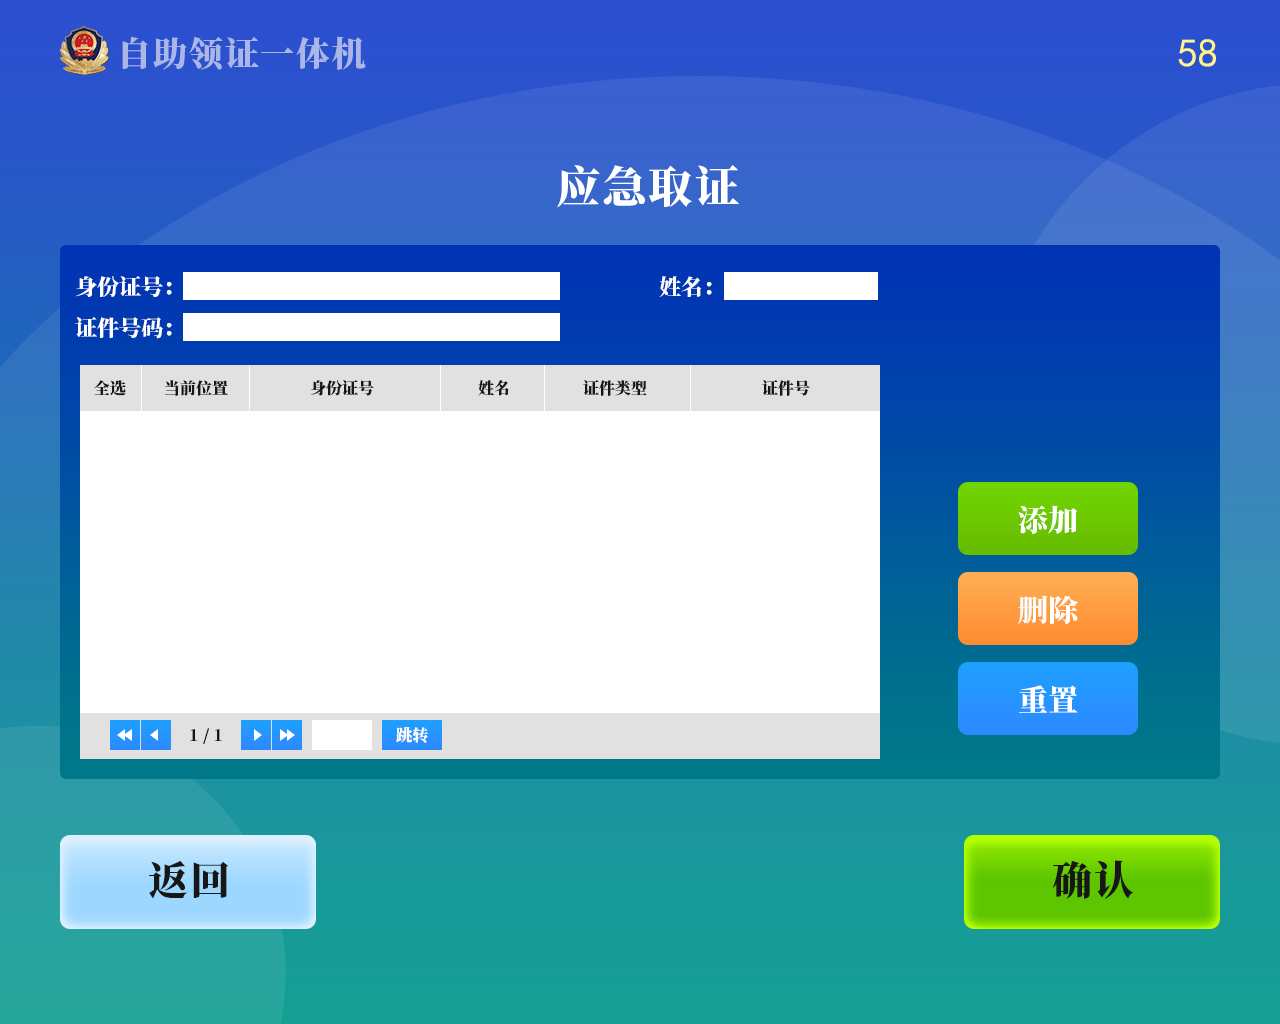 自助领证一体机
58
应急取证
身份证号：
姓名：
证件号码：
全选 当前位置 身份证号 姓名 证件类型 证件号
添加
删除
重置
1 / 1 跳转
返回
确认